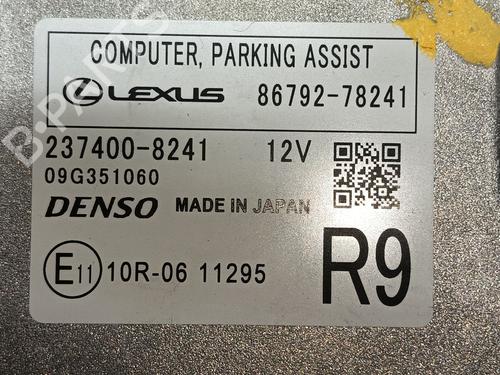 COMPUTER, PARKING ASSIST
LEXUS 86792-78241
237400-8241 12V
09G351060
DENSO MADE IN JAPAN
E11 10R-06 11295
R9
B-PARTS